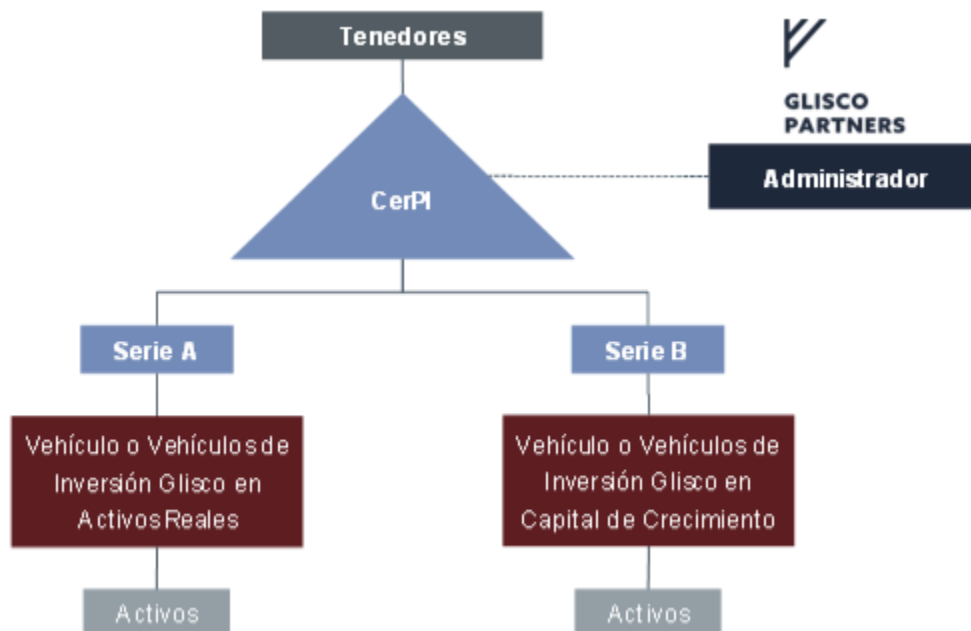 Tenedores
GLISCO
PARTNERS
Administrador
CerPI
Serie A
Serie B
Vehículo o Vehículos de
Inversión Glisco en
Activos Reales
Vehículo o Vehículos de
Inversión Glisco en
Capital de Crecimiento
Activos
Activos